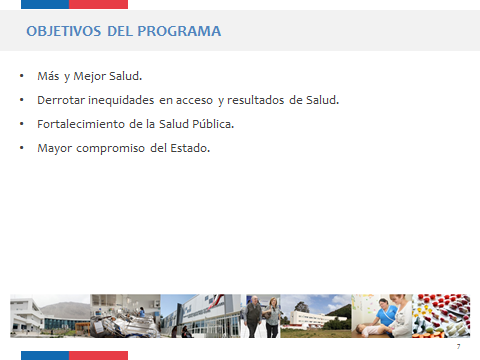 OBJETIVOS DEL PROGRAMA
• Más y Mejor Salud.
• Derrotar inequidades en acceso y resultados de Salud.
• Fortalecimiento de la Salud Pública.
• Mayor compromiso del Estado.
7